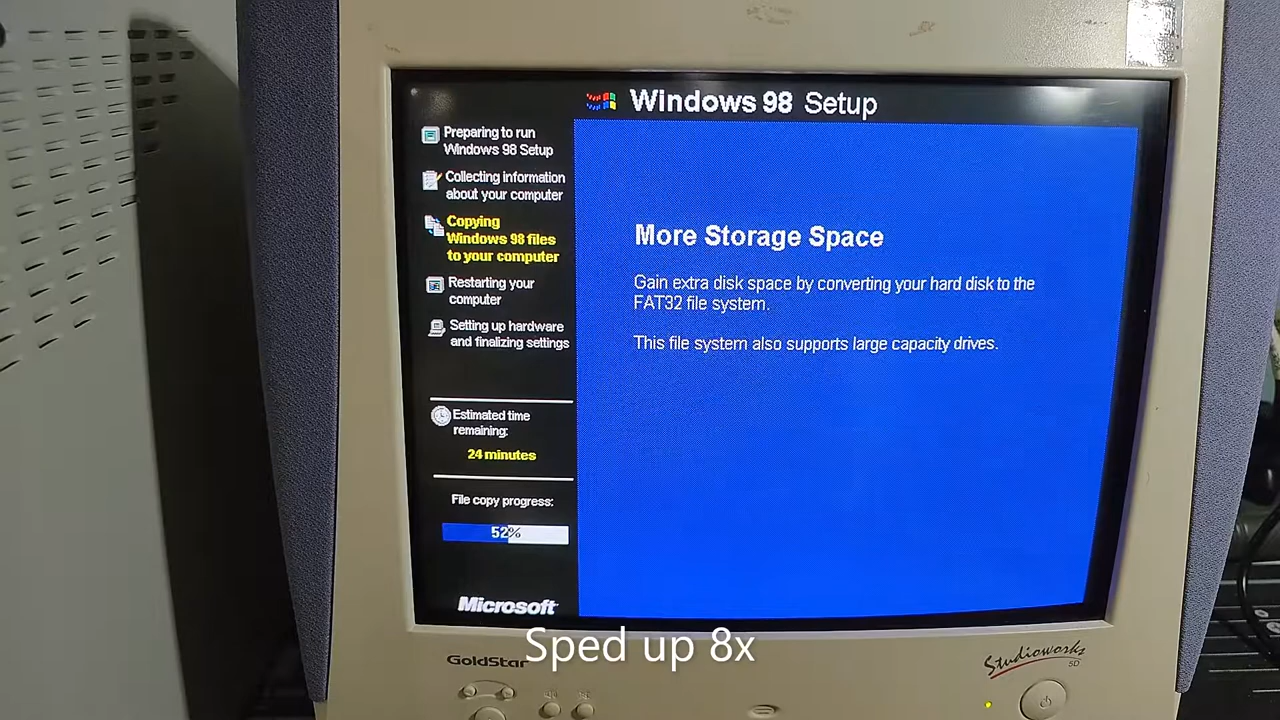 Windows 98 Setup
Preparing to run
Windows 98 Setup
Collecting information
about your computer
Copying
Windows 98 files
to your computer
Restarting your
computer
Setting up hardware
and finalizing settings
Estimated time
remaining:
24 minutes
File copy progress:
52%
Microsoft
More Storage Space
Gain extra disk space by converting your hard disk to the
FAT32 file system.
This file system also supports large capacity drives.
Sped up 8x
GoldStar
Studioworks
5D